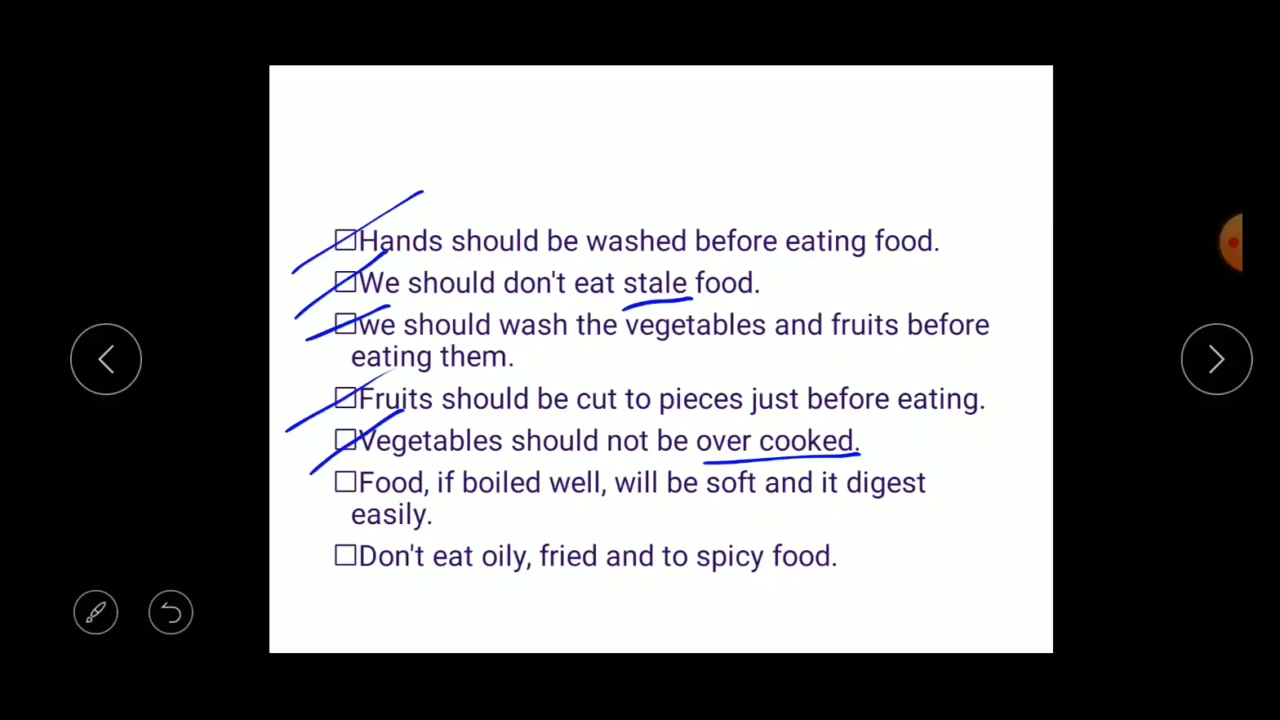 ☐Hands should be washed before eating food.
☐We should don't eat stale food.
☐we should wash the vegetables and fruits before
eating them.
☐Fruits should be cut to pieces just before eating.
☐Vegetables should not be over cooked.
☐Food, if boiled well, will be soft and it digest
easily.
☐Don't eat oily, fried and to spicy food.